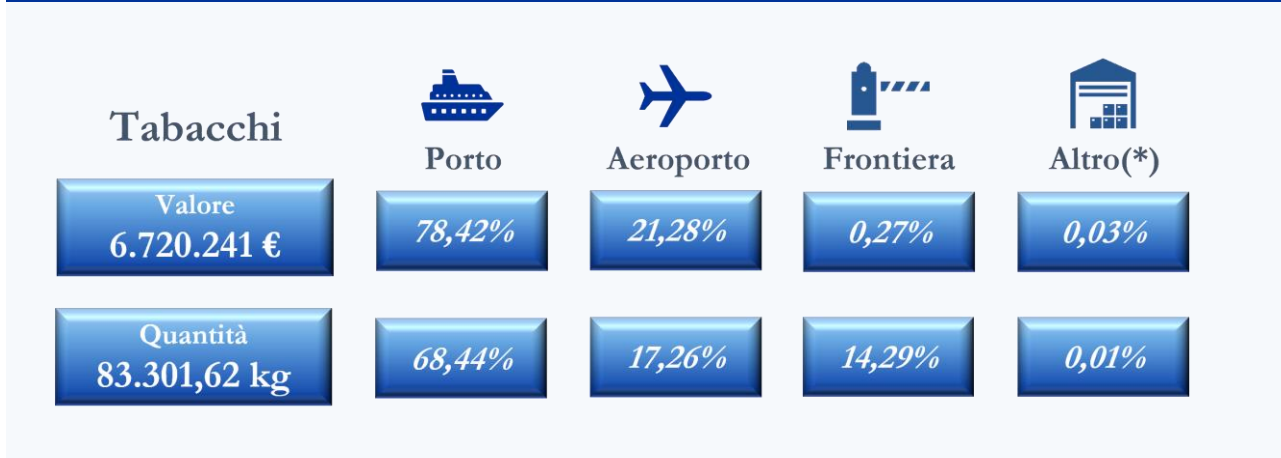 Tabacchi
Porto
Aeroporto
Frontiera
Altro(*)
Valore
6.720.241 €
78,42%
21,28%
0,27%
0,03%
Quantità
83.301,62 kg
68,44%
17,26%
14,29%
0,01%